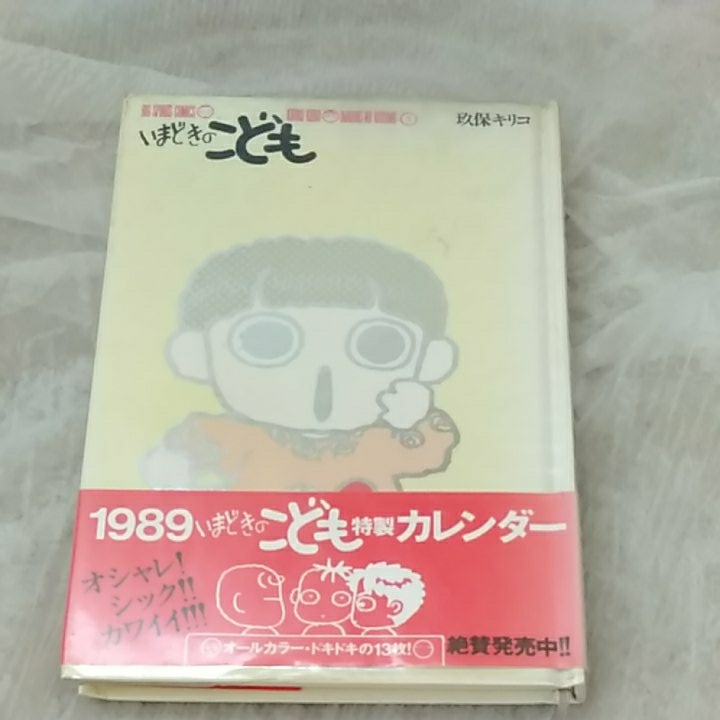 BIG SPIRITS COMICS
玖保キリコ
いまどきのこども
1989いまどきのこども特製カレンダー
オシャレ!
シック!!
カワイイ!!!
オールカラー・ドキドキの13枚!
絶賛発売中!!